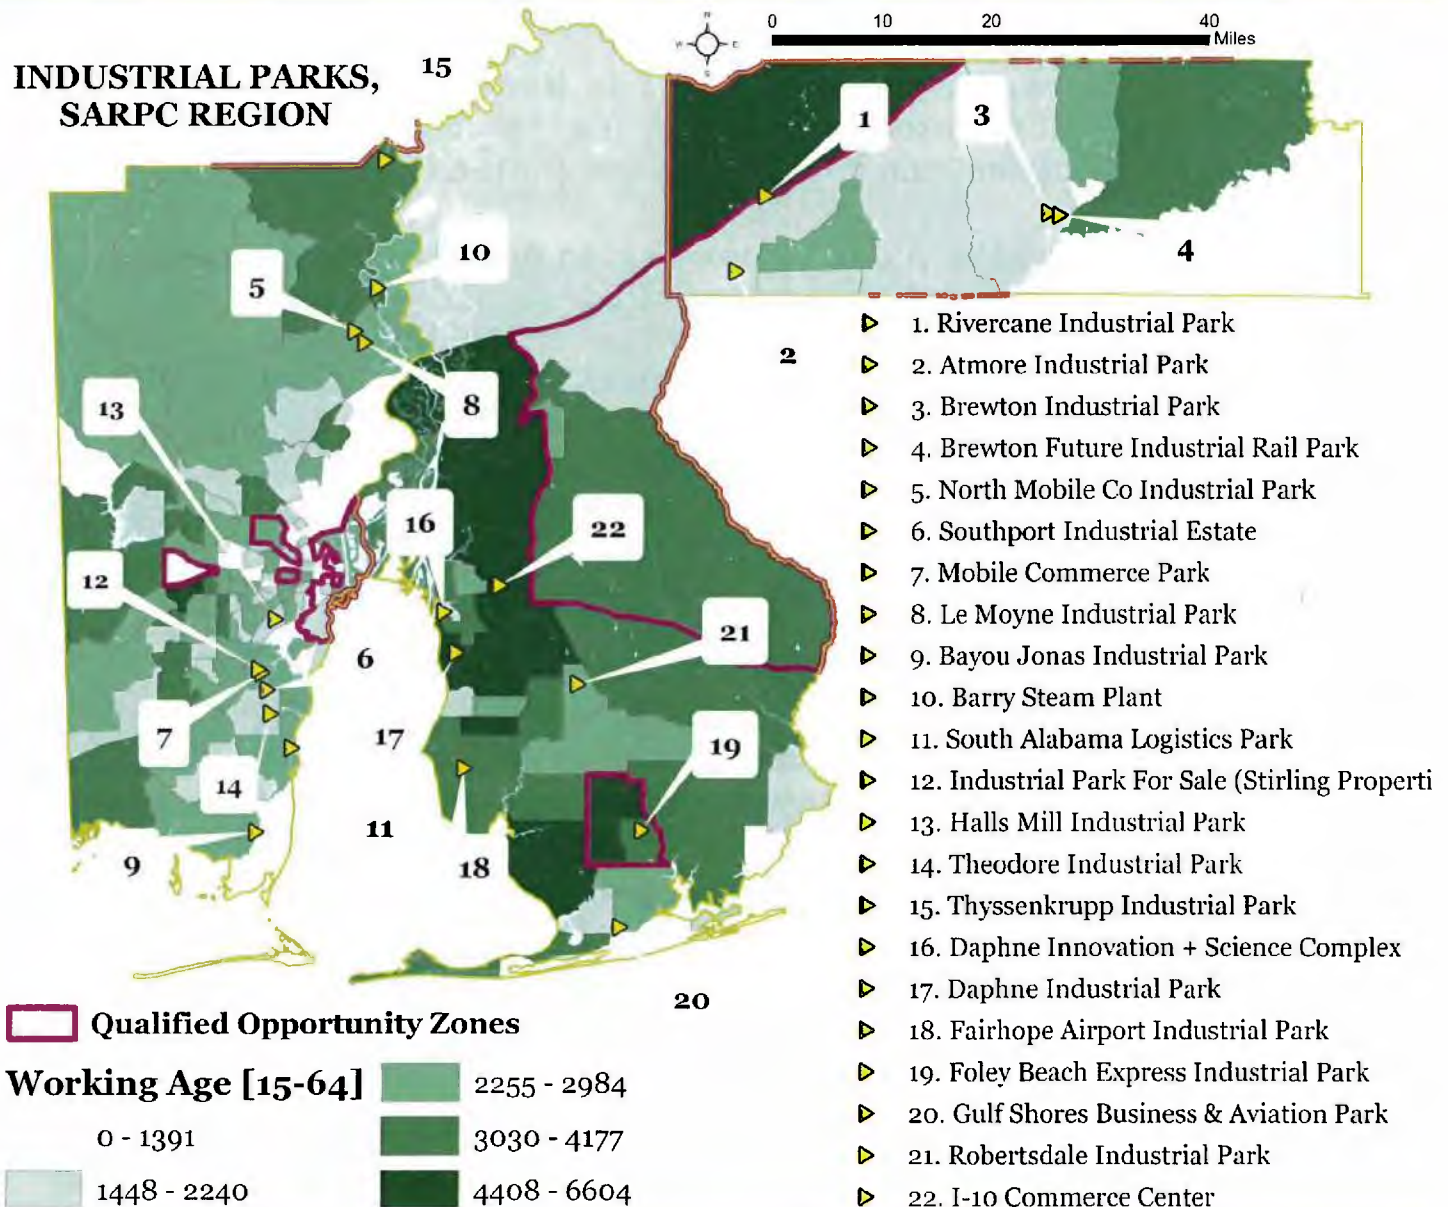 INDUSTRIAL PARKS,
SARPC REGION
N
W
E
S
0
10
20
40
Miles
15
1
3
10
5
4
2
13
8
16
22
12
21
6
7
17
19
14
11
9
18
20
1. Rivercane Industrial Park
2. Atmore Industrial Park
3. Brewton Industrial Park
4. Brewton Future Industrial Rail Park
5. North Mobile Co Industrial Park
6. Southport Industrial Estate
7. Mobile Commerce Park
8. Le Moyne Industrial Park
9. Bayou Jonas Industrial Park
10. Barry Steam Plant
11. South Alabama Logistics Park
12. Industrial Park For Sale (Stirling Properti
13. Halls Mill Industrial Park
14. Theodore Industrial Park
15. Thyssenkrupp Industrial Park
16. Daphne Innovation + Science Complex
17. Daphne Industrial Park
18. Fairhope Airport Industrial Park
19. Foley Beach Express Industrial Park
20. Gulf Shores Business & Aviation Park
21. Robertsdale Industrial Park
22. I-10 Commerce Center
Qualified Opportunity Zones
Working Age [15-64]
0 - 1391
1448 - 2240
2255 - 2984
3030 - 4177
4408 - 6604